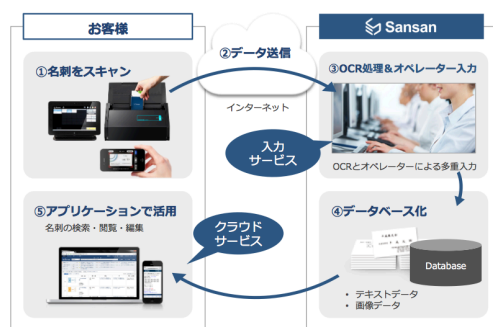 お客様
Sansan
①名刺をスキャン
②データ送信
インターネット
③OCR処理&オペレーター入力
入力
サービス
OCRとオペレーターによる多重入力
④データベース化
Database
・ テキストデータ
・ 画像データ
⑤アプリケーションで活用
名刺の検索・閲覧・編集
クラウド
サービス